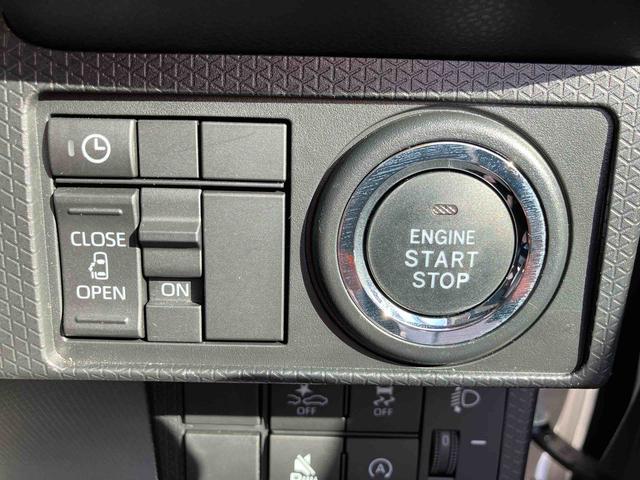 CLOSE
OPEN
ON
ENGINE
START
STOP
OFF
OFF
A